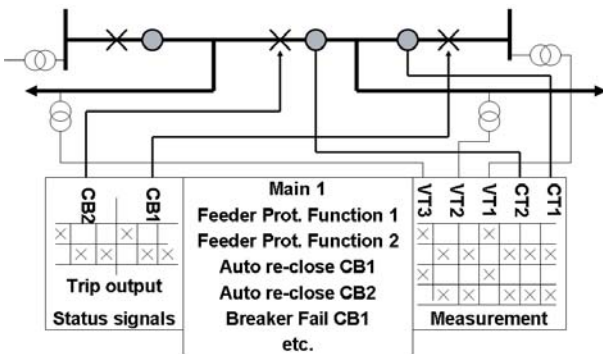 CB2
CB1
Trip output
Status signals
Main 1
Feeder Prot. Function 1
Feeder Prot. Function 2
Auto re-close CB1
Auto re-close CB2
Breaker Fail CB1
etc.
VT3
VT2
VT1
CT2
CT1
Measurement